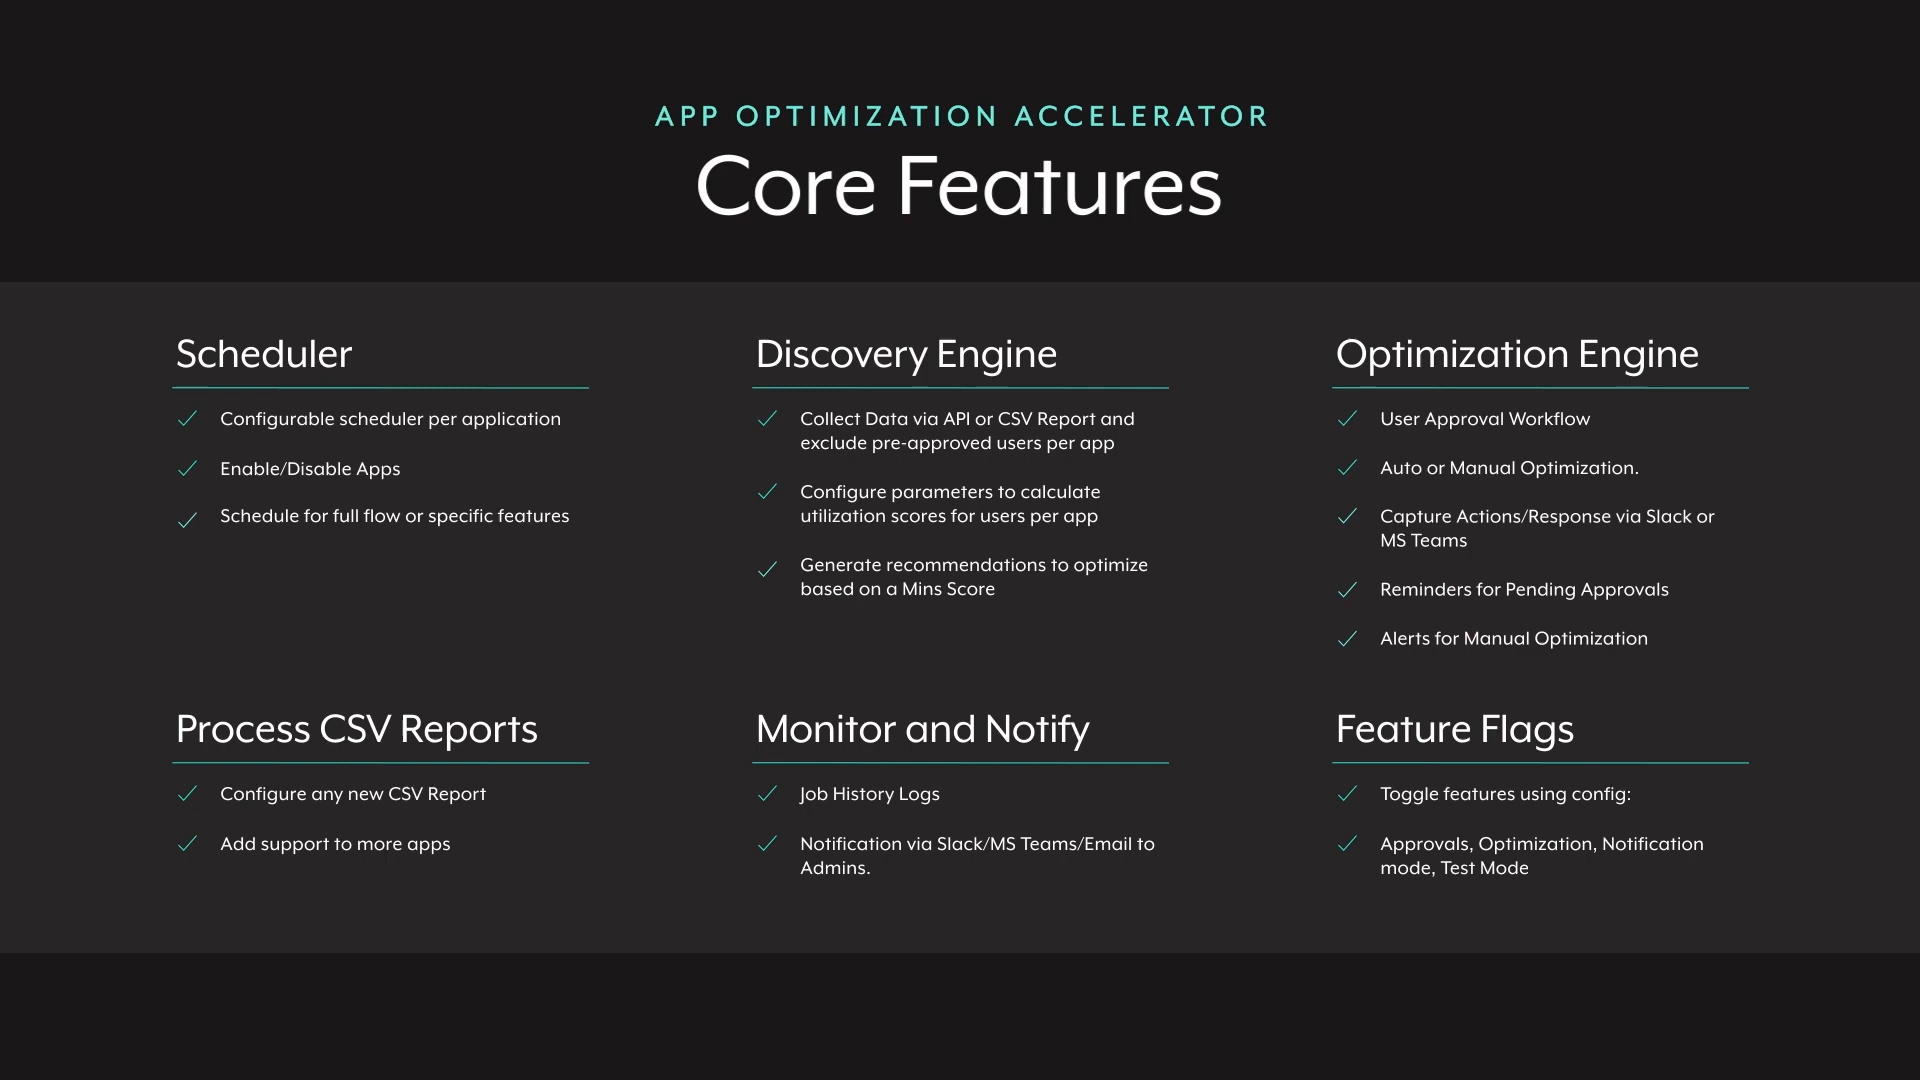 APP OPTIMIZATION ACCELERATOR
Core Features
Scheduler
Configurable scheduler per application
Enable/Disable Apps
Schedule for full flow or specific features
Discovery Engine
Collect Data via API or CSV Report and
exclude pre-approved users per app
Configure parameters to calculate
utilization scores for users per app
Generate recommendations to optimize
based on a Mins Score
Optimization Engine
User Approval Workflow
Auto or Manual Optimization.
Capture Actions/Response via Slack or
MS Teams
Reminders for Pending Approvals
Alerts for Manual Optimization
Process CSV Reports
Configure any new CSV Report
Add support to more apps
Monitor and Notify
Job History Logs
Notification via Slack/MS Teams/Email to
Admins.
Feature Flags
Toggle features using config:
Approvals, Optimization, Notification
mode, Test Mode